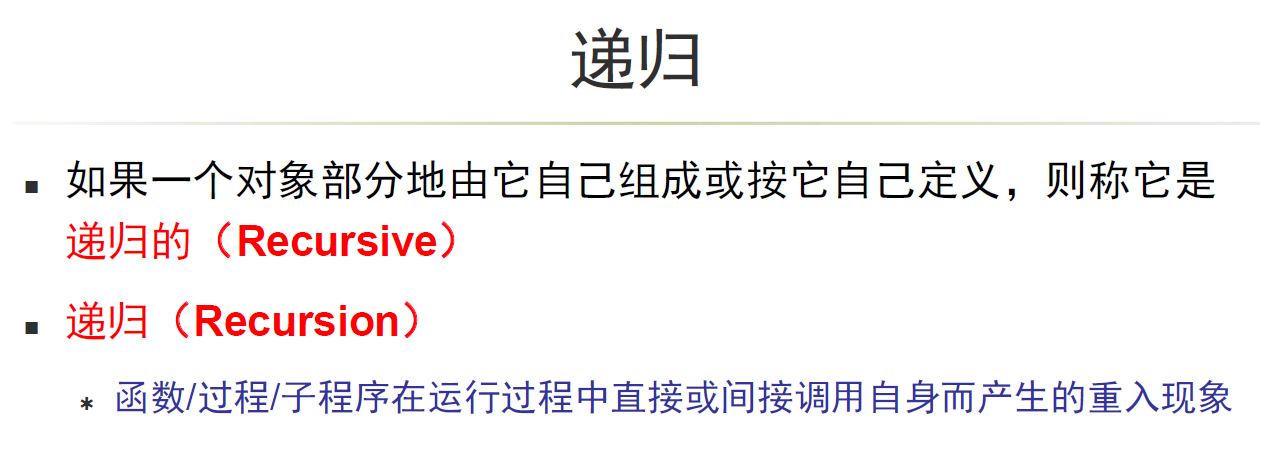 递归
▪ 如果一个对象部分地由它自己组成或按它自己定义，则称它是
递归的（Recursive）
▪ 递归（Recursion）
* 函数/过程/子程序在运行过程中直接或间接调用自身而产生的重入现象